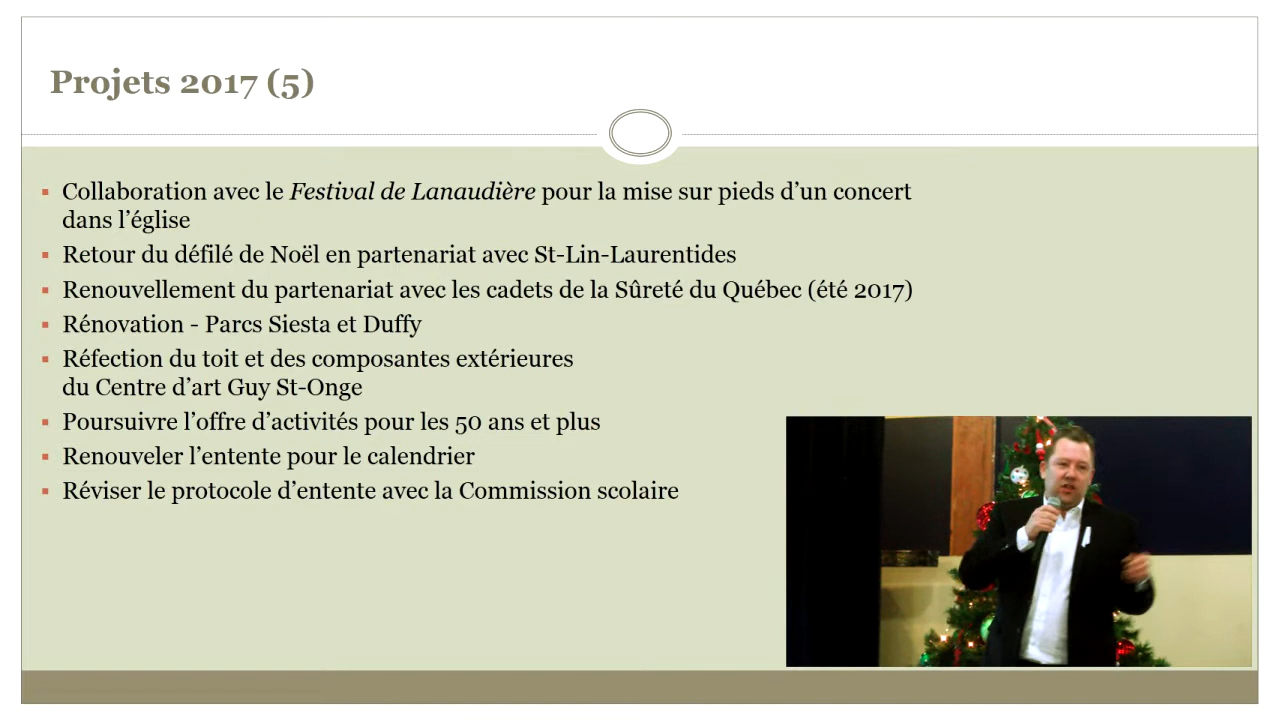 Projets 2017 (5)
Collaboration avec le Festival de Lanaudière pour la mise sur pieds d’un concert
dans l’église
Retour du défilé de Noël en partenariat avec St-Lin-Laurentides
Renouvellement du partenariat avec les cadets de la Sûreté du Québec (été 2017)
Rénovation - Parcs Siesta et Duffy
Réfection du toit et des composantes extérieures
du Centre d’art Guy St-Onge
Poursuivre l’offre d’activités pour les 50 ans et plus
Renouveler l’entente pour le calendrier
Réviser le protocole d’entente avec la Commission scolaire